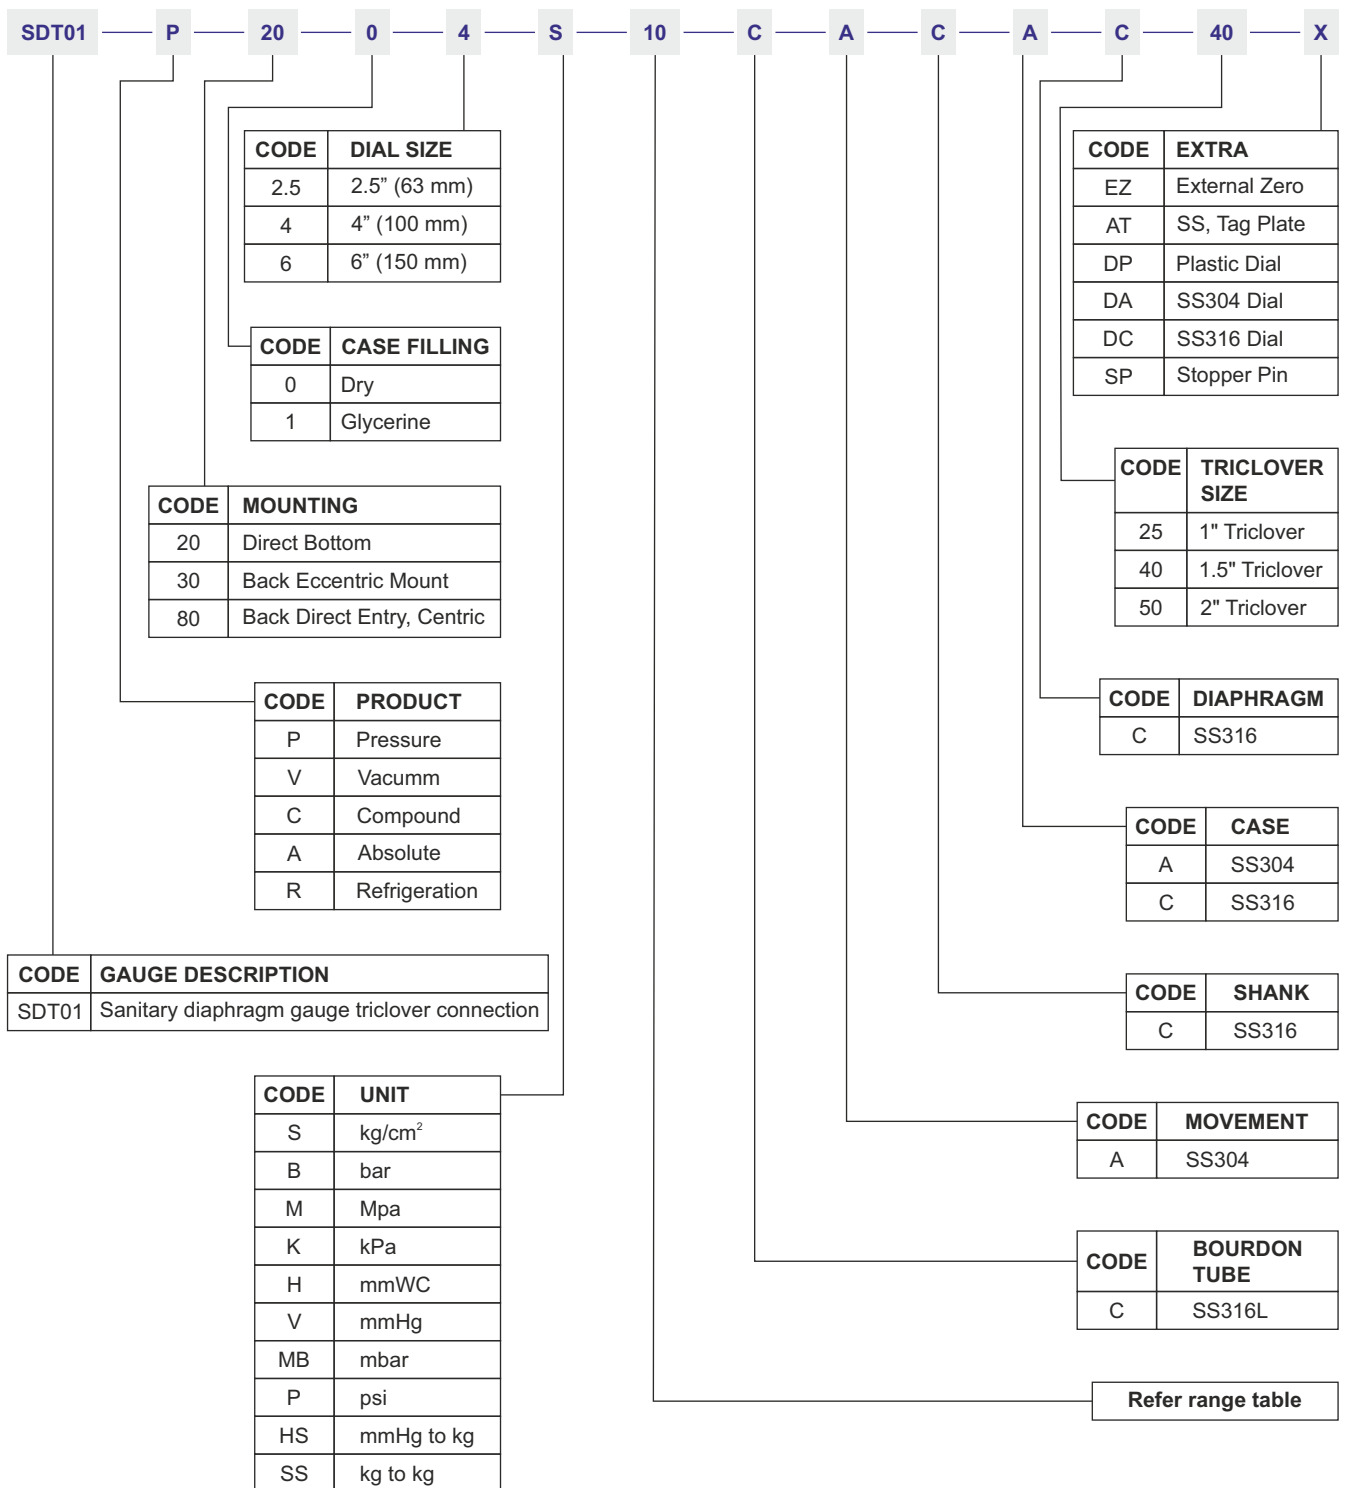 SDT01 P 20 0 4 S 10 C A C A C 40 X
CODE DIAL SIZE
2.5 2.5” (63 mm)
4 4” (100 mm)
6 6” (150 mm)
CODE CASE FILLING
0 Dry
1 Glycerine
CODE MOUNTING
20 Direct Bottom
30 Back Eccentric Mount
80 Back Direct Entry, Centric
CODE PRODUCT
P Pressure
V Vacumm
C Compound
A Absolute
R Refrigeration
CODE GAUGE DESCRIPTION
SDT01 Sanitary diaphragm gauge triclover connection
CODE UNIT
S kg/cm²
B bar
M Mpa
K kPa
H mmWC
V mmHg
MB mbar
P psi
HS mmHg to kg
SS kg to kg
CODE EXTRA
EZ External Zero
AT SS, Tag Plate
DP Plastic Dial
DA SS304 Dial
DC SS316 Dial
SP Stopper Pin
CODE TRICLOVER
SIZE
25 1" Triclover
40 1.5" Triclover
50 2" Triclover
CODE DIAPHRAGM
C SS316
CODE CASE
A SS304
C SS316
CODE SHANK
C SS316
CODE MOVEMENT
A SS304
CODE BOURDON
TUBE
C SS316L
Refer range table